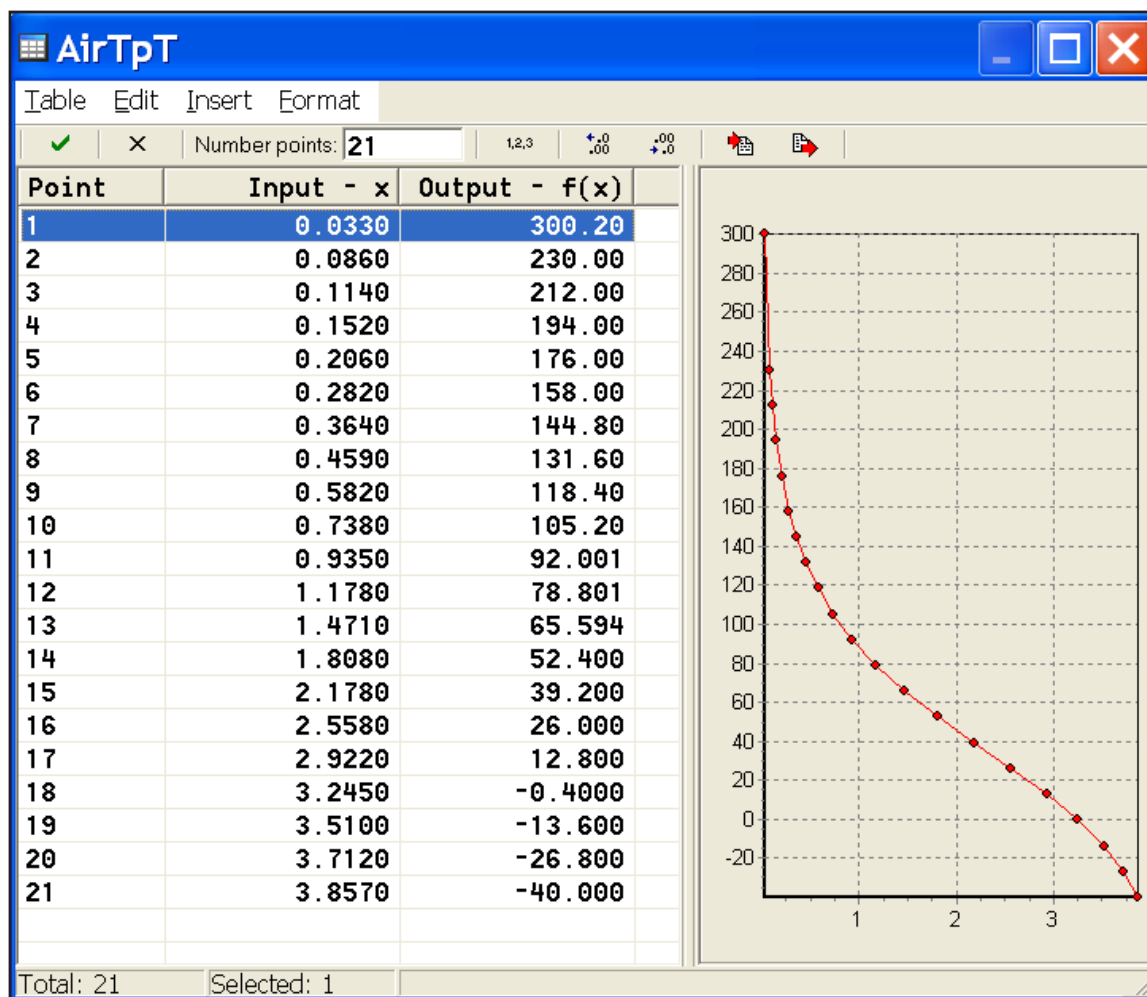 AirTpT
Table Edit Insert Format
Number points: 21 1,2,3 .0 .00 .00 .0
Point Input - x Output - f(x)
1 0.0330 300.20
2 0.0860 230.00
3 0.1140 212.00
4 0.1520 194.00
5 0.2060 176.00
6 0.2820 158.00
7 0.3640 144.80
8 0.4590 131.60
9 0.5820 118.40
10 0.7380 105.20
11 0.9350 92.001
12 1.1780 78.801
13 1.4710 65.594
14 1.8080 52.400
15 2.1780 39.200
16 2.5580 26.000
17 2.9220 12.800
18 3.2450 -0.4000
19 3.5100 -13.600
20 3.7120 -26.800
21 3.8570 -40.000
300
280
260
240
220
200
180
160
140
120
100
80
60
40
20
0
-20
1 2 3
Total: 21 Selected: 1